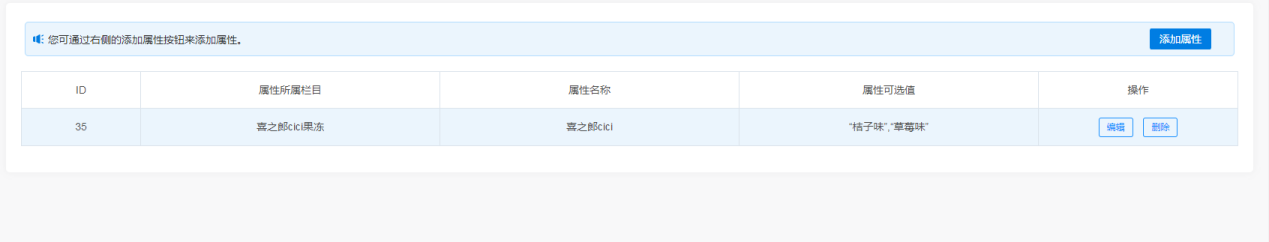 您可通过右侧的添加属性按钮来添加属性。 添加属性
ID 属性所属栏目 属性名称 属性可选值 操作
35 喜之郎cici果冻 喜之郎cici “桔子味”,“草莓味” 编辑 删除